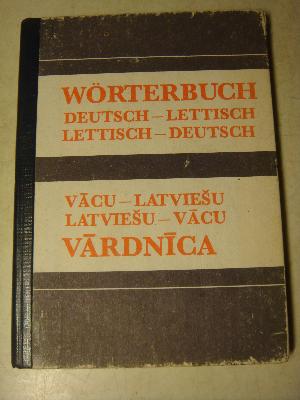 WÖRTERBUCH
DEUTSCH – LETTISCH
LETTISCH – DEUTSCH
VĀCU – LATVIEŠU
LATVIEŠU – VĀCU
VĀRDNĪCA